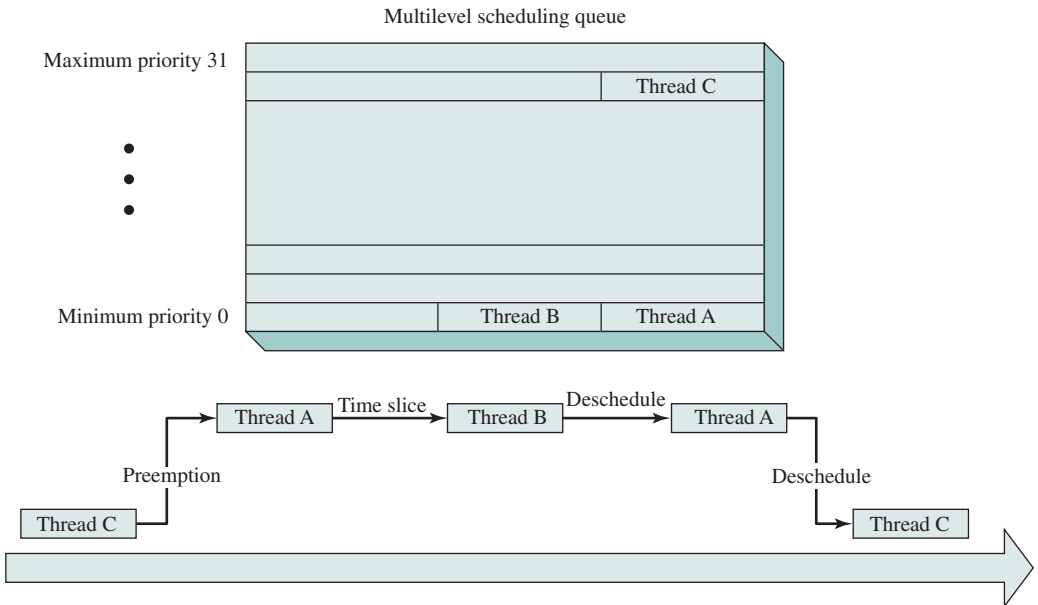 Multilevel scheduling queue
Maximum priority 31
Thread C
Minimum priority 0
Thread B
Thread A
Thread A
Time slice
Thread B
Deschedule
Thread A
Preemption
Deschedule
Thread C
Thread C